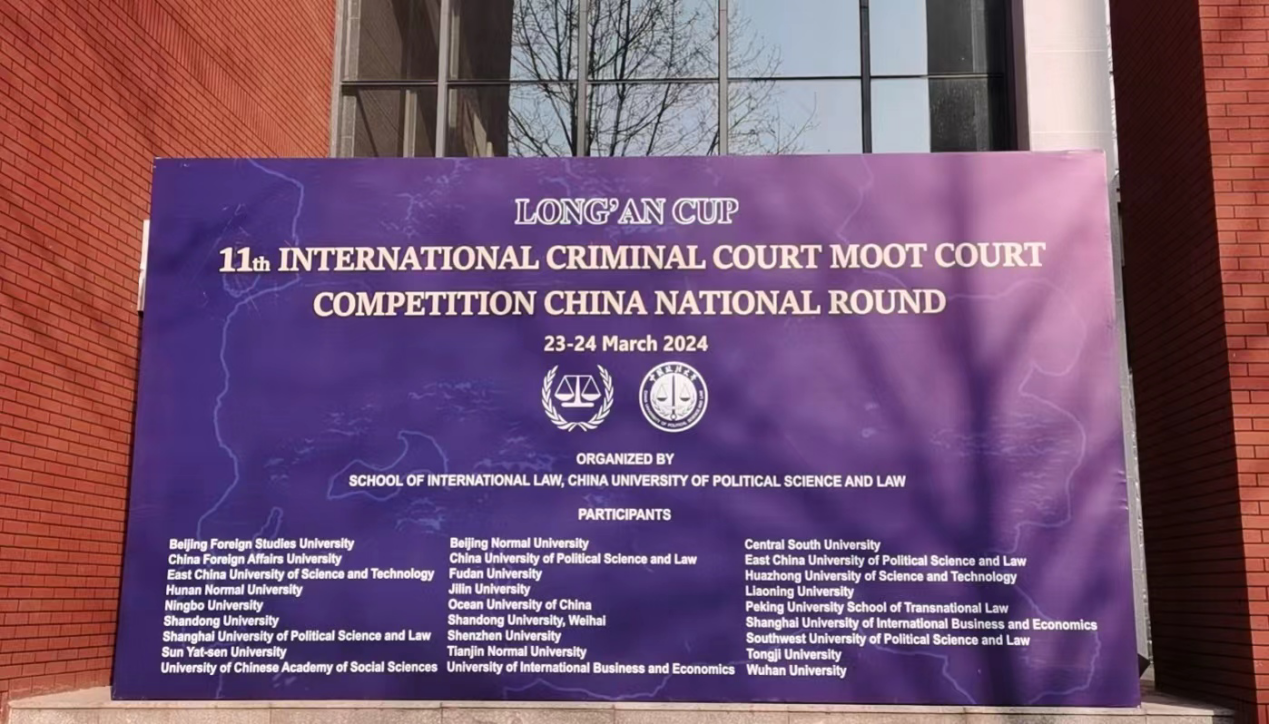 LONG'AN CUP
11th INTERNATIONAL CRIMINAL COURT MOOT COURT
COMPETITION CHINA NATIONAL ROUND
23-24 March 2024
ORGANIZED BY
SCHOOL OF INTERNATIONAL LAW, CHINA UNIVERSITY OF POLITICAL SCIENCE AND LAW
PARTICIPANTS
Beijing Foreign Studies University
China Foreign Affairs University
East China University of Science and Technology
Hunan Normal University
Ningbo University
Shandong University
Shanghai University of Political Science and Law
Sun Yat-sen University
University of Chinese Academy of Social Sciences
Beijing Normal University
China University of Political Science and Law
Fudan University
Jilin University
Ocean University of China
Shandong University, Weihai
Shenzhen University
Tianjin Normal University
University of International Business and Economics
Central South University
East China University of Political Science and Law
Huazhong University of Science and Technology
Liaoning University
Peking University School of Transnational Law
Shanghai University of International Business and Economics
Southwest University of Political Science and Law
Tongji University
Wuhan University